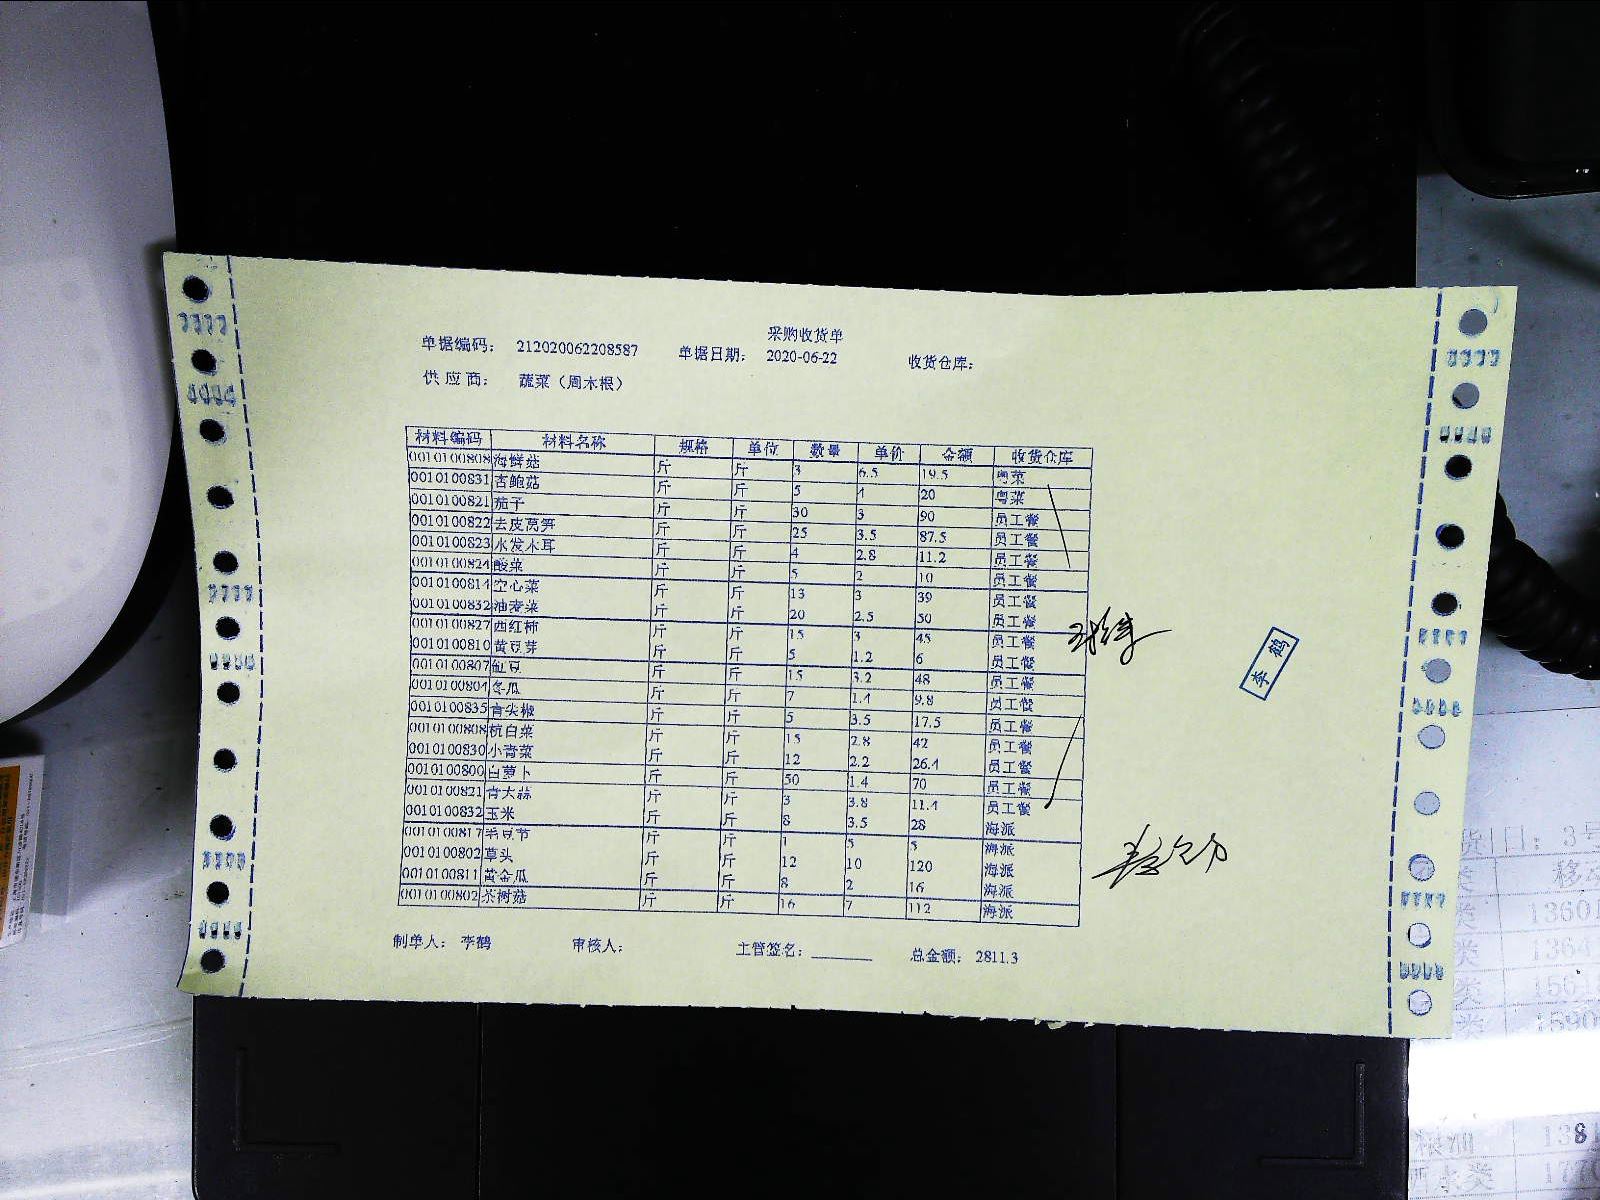 采购收货单
单据编码： 212020062208587 单据日期： 2020-06-22 收货仓库：
供应商： 蔬菜（周木根）
材料编码 材料名称 规格 单位 数量 单价 金额 收货仓库
0010100808 海鲜菇 斤 斤 3 6.5 19.5 粤菜
0010100831 杏鲍菇 斤 斤 5 4 20 粤菜
0010100821 茄子 斤 斤 30 3 90 员工餐
0010100822 去皮莴笋 斤 斤 25 3.5 87.5 员工餐
0010100823 水发木耳 斤 斤 4 2.8 11.2 员工餐
0010100824 酸菜 斤 斤 5 2 10 员工餐
0010100814 空心菜 斤 斤 13 3 39 员工餐
0010100832 油麦菜 斤 斤 20 2.5 50 员工餐
0010100827 西红柿 斤 斤 15 3 45 员工餐
0010100810 黄豆芽 斤 斤 5 1.2 6 员工餐
0010100807 豇豆 斤 斤 15 3.2 48 员工餐
0010100804 冬瓜 斤 斤 7 1.4 9.8 员工餐
0010100835 青尖椒 斤 斤 5 3.5 17.5 员工餐
0010100808 杭白菜 斤 斤 15 2.8 42 员工餐
0010100830 小青菜 斤 斤 12 2.2 26.4 员工餐
0010100800 白萝卜 斤 斤 50 1.4 70 员工餐
0010100821 青大蒜 斤 斤 3 3.8 11.4 员工餐
0010100832 玉米 斤 斤 8 3.5 28 海派
0010100817 毛豆节 斤 斤 1 5 5 海派
0010100802 草头 斤 斤 12 10 120 海派
0010100811 黄金瓜 斤 斤 8 2 16 海派
0010100802 茶树菇 斤 斤 16 7 112 海派
李鹤
制单人： 李鹤 审核人： 主管签名： 总金额： 2811.3